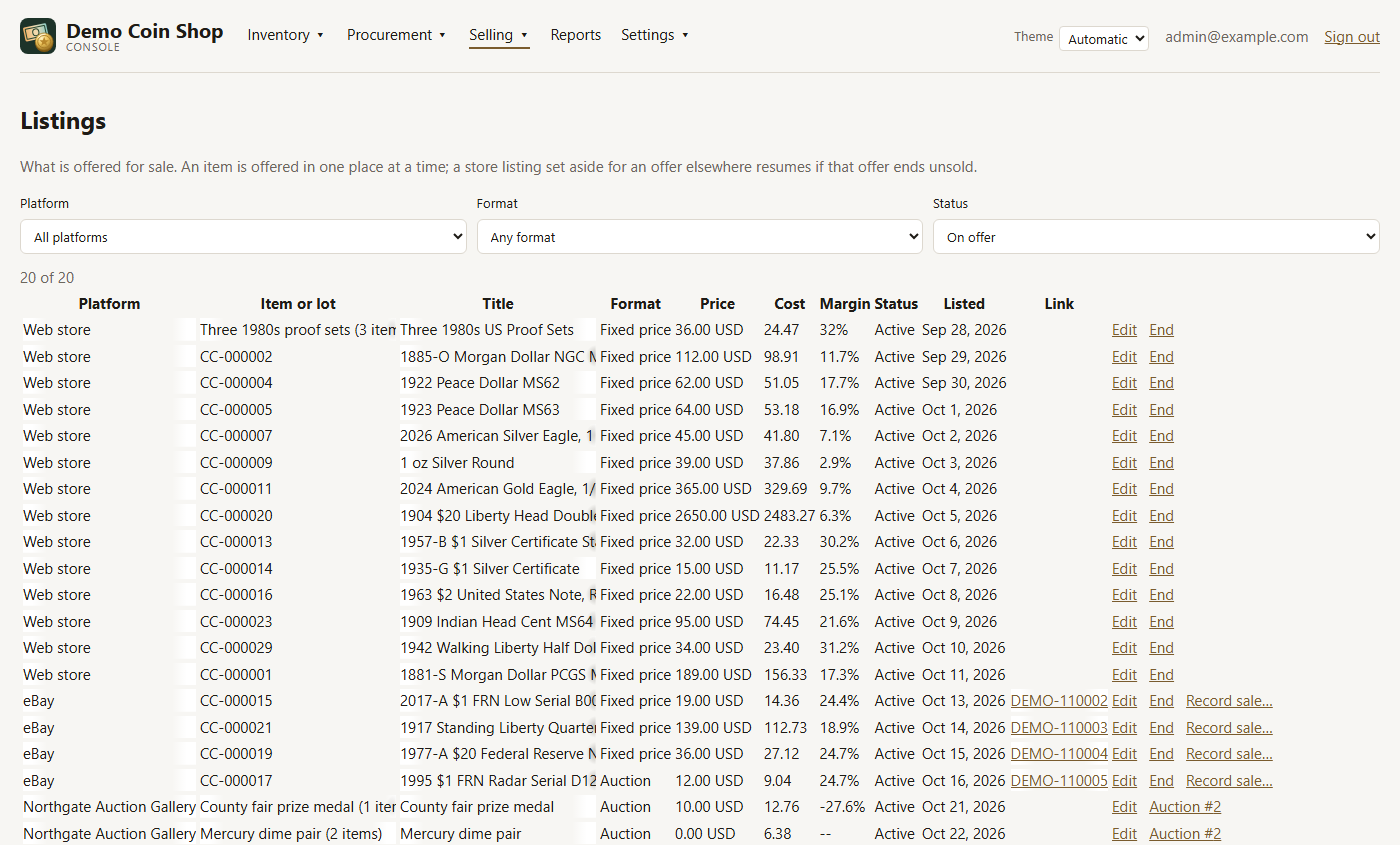 Demo Coin Shop
CONSOLE
Inventory ▼ Procurement ▼ Selling ▼ Reports Settings ▼
Theme Automatic admin@example.com Sign out
Listings
What is offered for sale. An item is offered in one place at a time; a store listing set aside for an offer elsewhere resumes if that offer ends unsold.
Platform Format Status
All platforms Any format On offer
20 of 20
Platform Item or lot Title Format Price Cost Margin Status Listed Link
Web store Three 1980s proof sets (3 item Three 1980s US Proof Sets Fixed price 36.00 USD 24.47 32% Active Sep 28, 2026 Edit End
Web store CC-000002 1885-O Morgan Dollar NGC M Fixed price 112.00 USD 98.91 11.7% Active Sep 29, 2026 Edit End
Web store CC-000004 1922 Peace Dollar MS62 Fixed price 62.00 USD 51.05 17.7% Active Sep 30, 2026 Edit End
Web store CC-000005 1923 Peace Dollar MS63 Fixed price 64.00 USD 53.18 16.9% Active Oct 1, 2026 Edit End
Web store CC-000007 2026 American Silver Eagle, 1 Fixed price 45.00 USD 41.80 7.1% Active Oct 2, 2026 Edit End
Web store CC-000009 1 oz Silver Round Fixed price 39.00 USD 37.86 2.9% Active Oct 3, 2026 Edit End
Web store CC-000011 2024 American Gold Eagle, 1/ Fixed price 365.00 USD 329.69 9.7% Active Oct 4, 2026 Edit End
Web store CC-000020 1904 $20 Liberty Head Double Fixed price 2650.00 USD 2483.27 6.3% Active Oct 5, 2026 Edit End
Web store CC-000013 1957-B $1 Silver Certificate St Fixed price 32.00 USD 22.33 30.2% Active Oct 6, 2026 Edit End
Web store CC-000014 1935-G $1 Silver Certificate Fixed price 15.00 USD 11.17 25.5% Active Oct 7, 2026 Edit End
Web store CC-000016 1963 $2 United States Note, R Fixed price 22.00 USD 16.48 25.1% Active Oct 8, 2026 Edit End
Web store CC-000023 1909 Indian Head Cent MS64 Fixed price 95.00 USD 74.45 21.6% Active Oct 9, 2026 Edit End
Web store CC-000029 1942 Walking Liberty Half Dol Fixed price 34.00 USD 23.40 31.2% Active Oct 10, 2026 Edit End
Web store CC-000001 1881-S Morgan Dollar PCGS M Fixed price 189.00 USD 156.33 17.3% Active Oct 11, 2026 Edit End
eBay CC-000015 2017-A $1 FRN Low Serial B00 Fixed price 19.00 USD 14.36 24.4% Active Oct 13, 2026 DEMO-110002 Edit End Record sale...
eBay CC-000021 1917 Standing Liberty Quarte Fixed price 139.00 USD 112.73 18.9% Active Oct 14, 2026 DEMO-110003 Edit End Record sale...
eBay CC-000019 1977-A $20 Federal Reserve N Fixed price 36.00 USD 27.12 24.7% Active Oct 15, 2026 DEMO-110004 Edit End Record sale...
eBay CC-000017 1995 $1 FRN Radar Serial D12 Auction 12.00 USD 9.04 24.7% Active Oct 16, 2026 DEMO-110005 Edit End Record sale...
Northgate Auction Gallery County fair prize medal (1 iter County fair prize medal Auction 10.00 USD 12.76 -27.6% Active Oct 21, 2026 Edit Auction #2
Northgate Auction Gallery Mercury dime pair (2 items) Mercury dime pair Auction 0.00 USD 6.38 -- Active Oct 22, 2026 Edit Auction #2